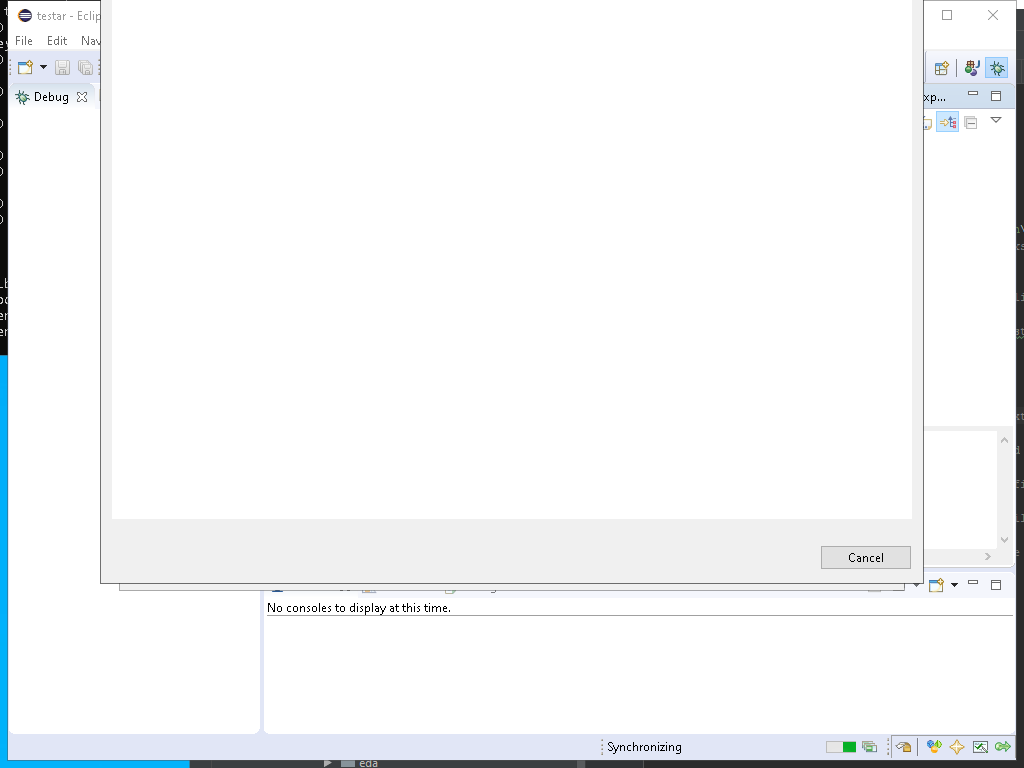 testar - Eclip
File Edit Nav
Debug
xp...
Cancel
No consoles to display at this time.
Synchronizing
eda